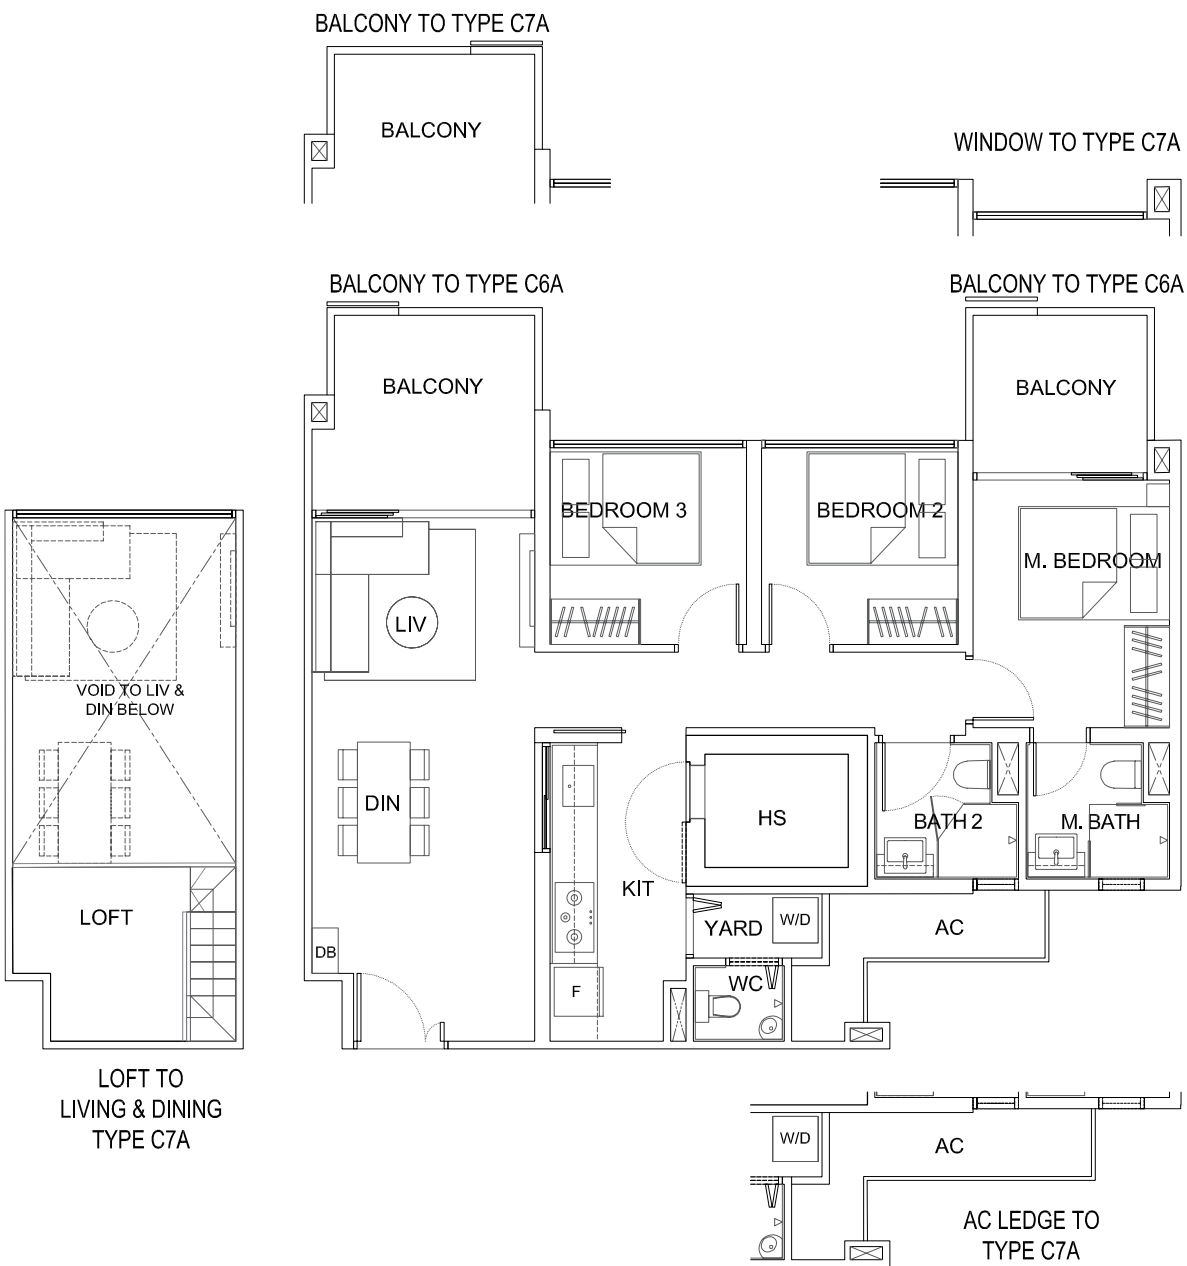 BALCONY TO TYPE C7A
BALCONY
WINDOW TO TYPE C7A
BALCONY TO TYPE C6A
BALCONY TO TYPE C6A
BALCONY
BALCONY
BEDROOM 3
BEDROOM 2
M. BEDROOM
LIV
VOID TO LIV &
DIN BELOW
DIN
HS
BATH 2
M. BATH
KIT
LOFT
YARD
W/D
AC
DB
WC
F
LOFT TO
LIVING & DINING
TYPE C7A
W/D
AC
AC LEDGE TO
TYPE C7A